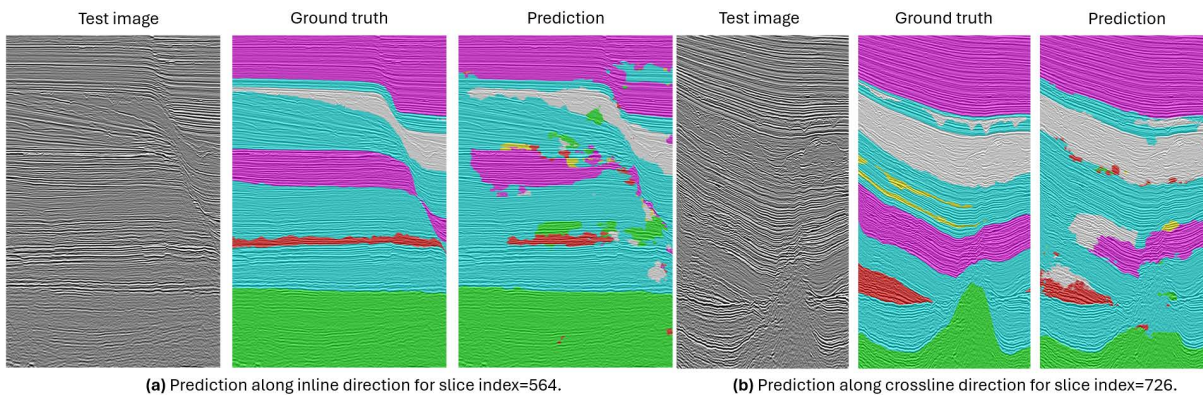 Test image Ground truth Prediction Test image Ground truth Prediction
(a) Prediction along inline direction for slice index=564. (b) Prediction along crossline direction for slice index=726.